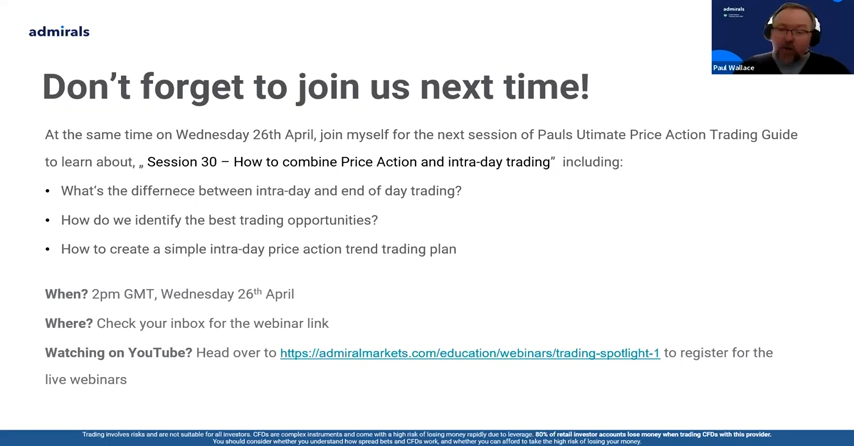 admirals
admirals
Paul Wallace
Don't forget to join us next time!
At the same time on Wednesday 26th April, join myself for the next session of Pauls Utimate Price Action Trading Guide
to learn about, „ Session 30 – How to combine Price Action and intra-day trading" including:
• What's the differnece between intra-day and end of day trading?
• How do we identify the best trading opportunities?
• How to create a simple intra-day price action trend trading plan
When? 2pm GMT, Wednesday 26th April
Where? Check your inbox for the webinar link
Watching on YouTube? Head over to https://admiralmarkets.com/education/webinars/trading-spotlight-1 to register for the
live webinars
Trading involves risks and are not suitable for all investors. CFDs are complex instruments and come with a high risk of losing money rapidly due to leverage. 80% of retail investor accounts lose money when trading CFDs with this provider.
You should consider whether you understand how spread bets and CFDs work, and whether you can afford to take the high risk of losing your money.